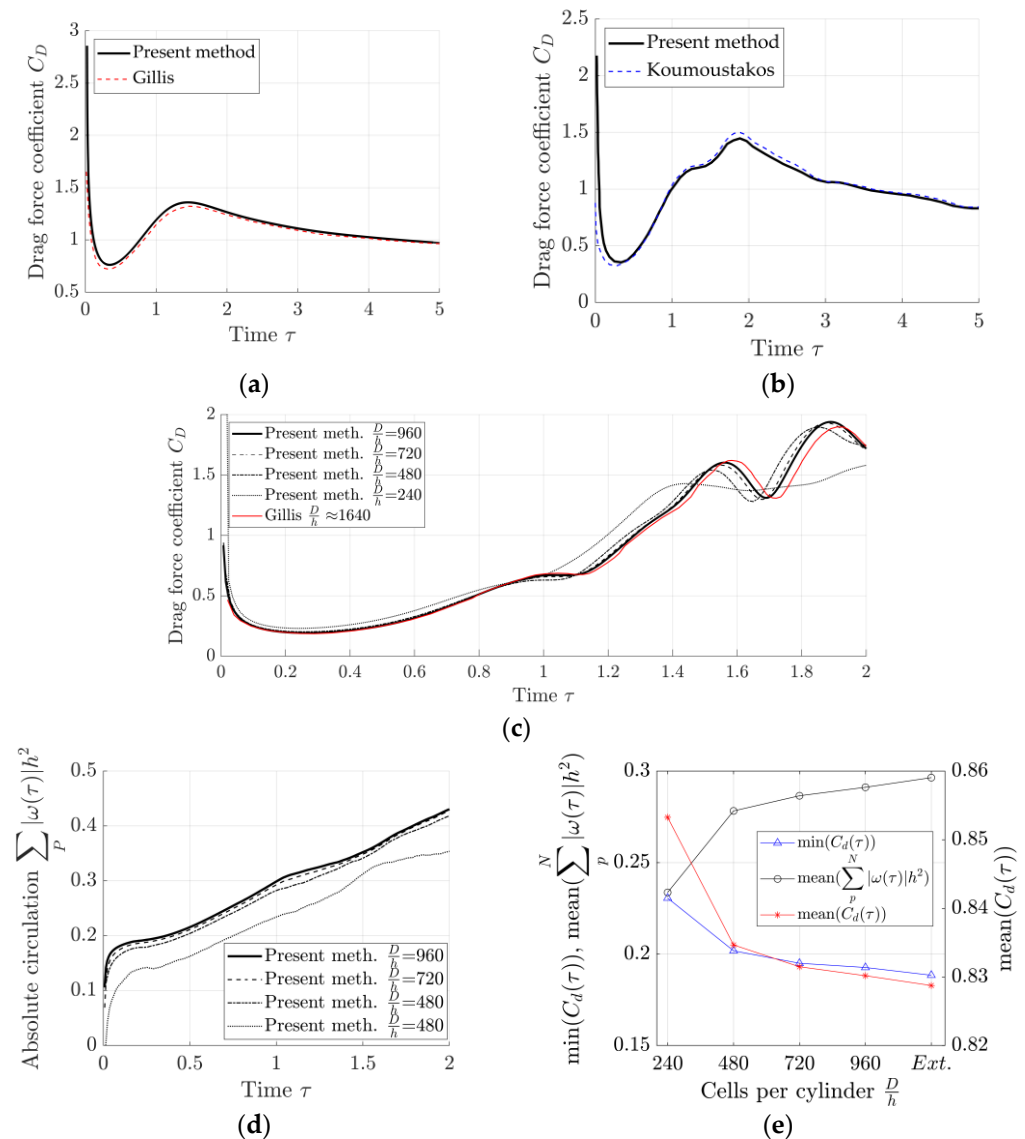 Drag force coefficient C_D
3
2.5
2
1.5
1
0.5
Present method
Gillis
0 1 2 3 4 5
Time τ
(a)
Drag force coefficient C_D
2.5
2
1.5
1
0.5
0
Present method
Koumoustakos
0 1 2 3 4 5
Time τ
(b)
Drag force coefficient C_D
2
1.5
1
0.5
0
Present meth. D/h=960
Present meth. D/h=720
Present meth. D/h=480
Present meth. D/h=240
Gillis D/h ≈1640
0 0.2 0.4 0.6 0.8 1 1.2 1.4 1.6 1.8 2
Time τ
(c)
Absolute circulation ∑_P |ω(τ)|h²
0.5
0.4
0.3
0.2
0.1
0
Present meth. D/h=960
Present meth. D/h=720
Present meth. D/h=480
Present meth. D/h=480
0 0.5 1 1.5 2
Time τ
(d)
min(C_d(τ)), mean(∑_p^N |ω(τ)|h²)
0.3
0.25
0.2
0.15
min(C_d(τ))
mean(∑_p^N |ω(τ)|h²)
mean(C_d(τ))
0.86
0.85
0.84
0.83
0.82
mean(C_d(τ))
240 480 720 960 Ext.
Cells per cylinder D/h
(e)